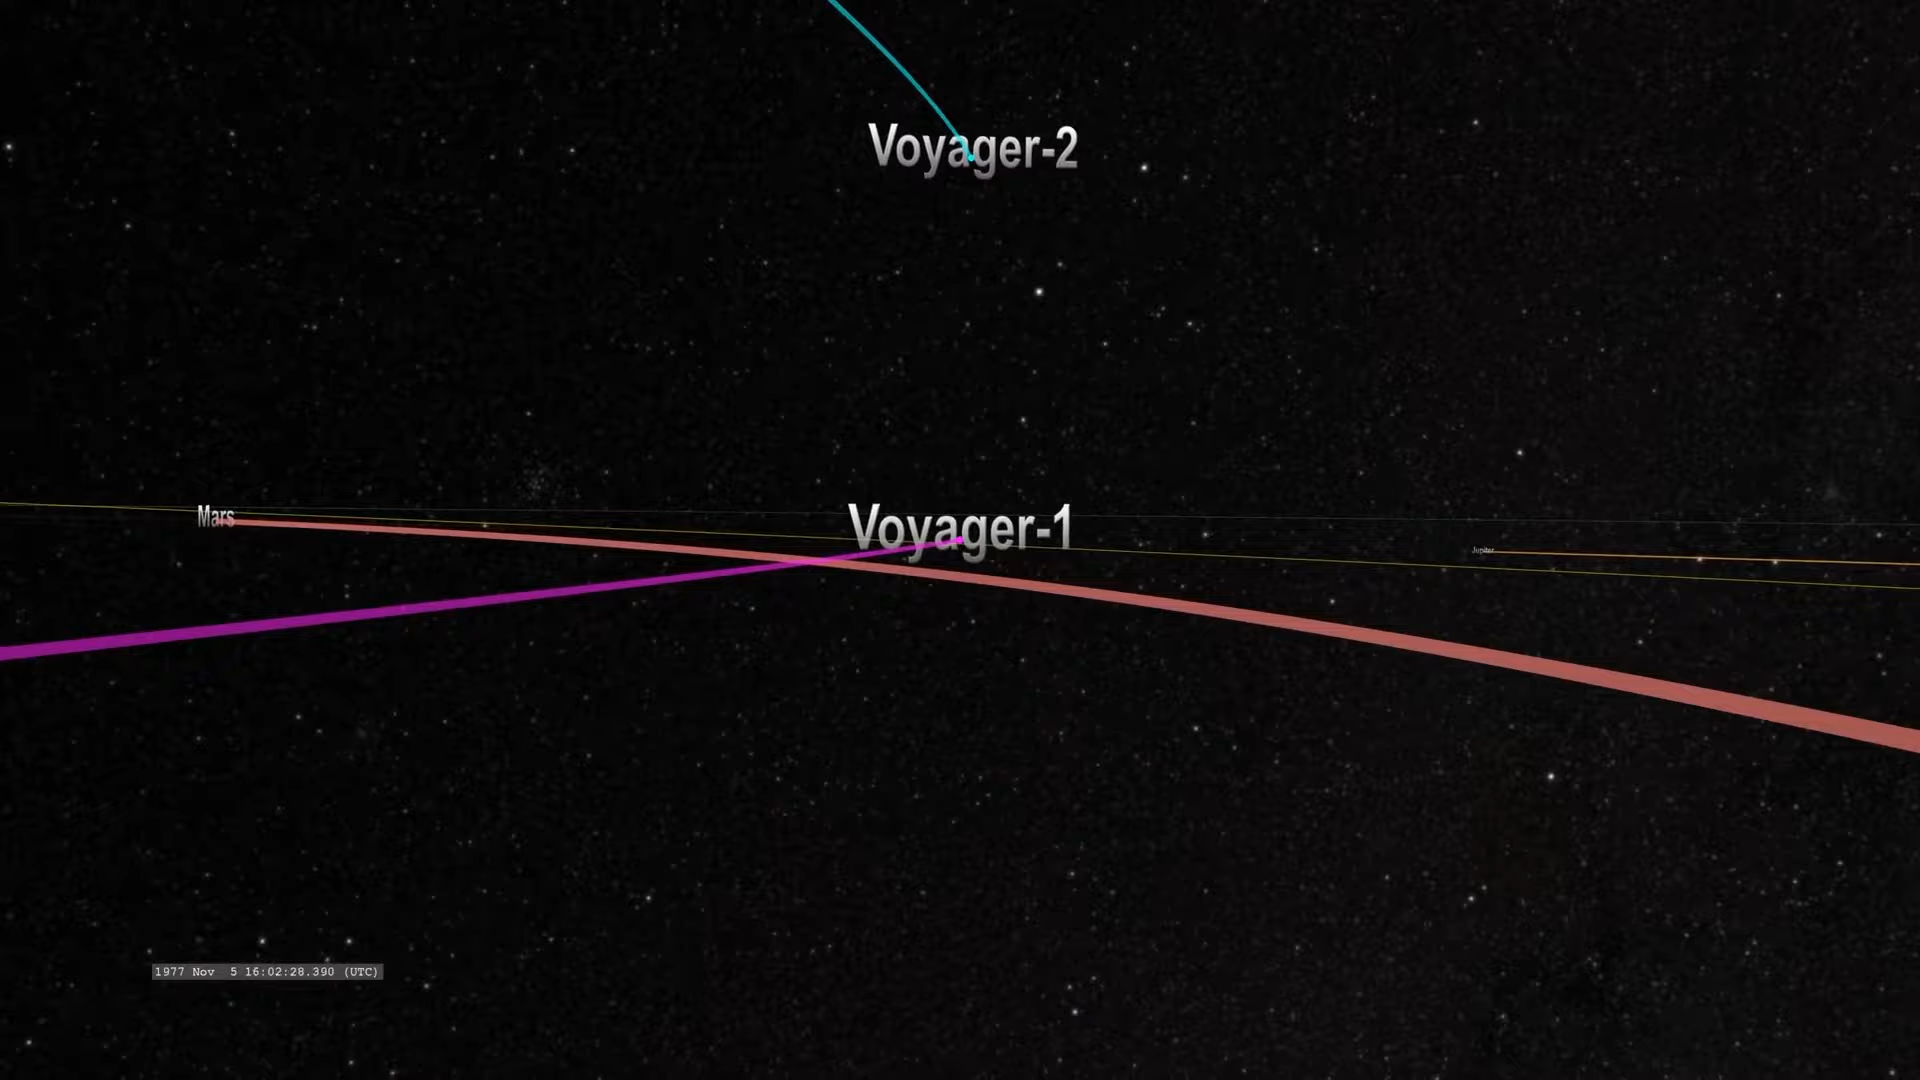 Voyager-2
Mars
Voyager-1
Jupiter
1977 Nov  5 16:02:28.390 (UTC)